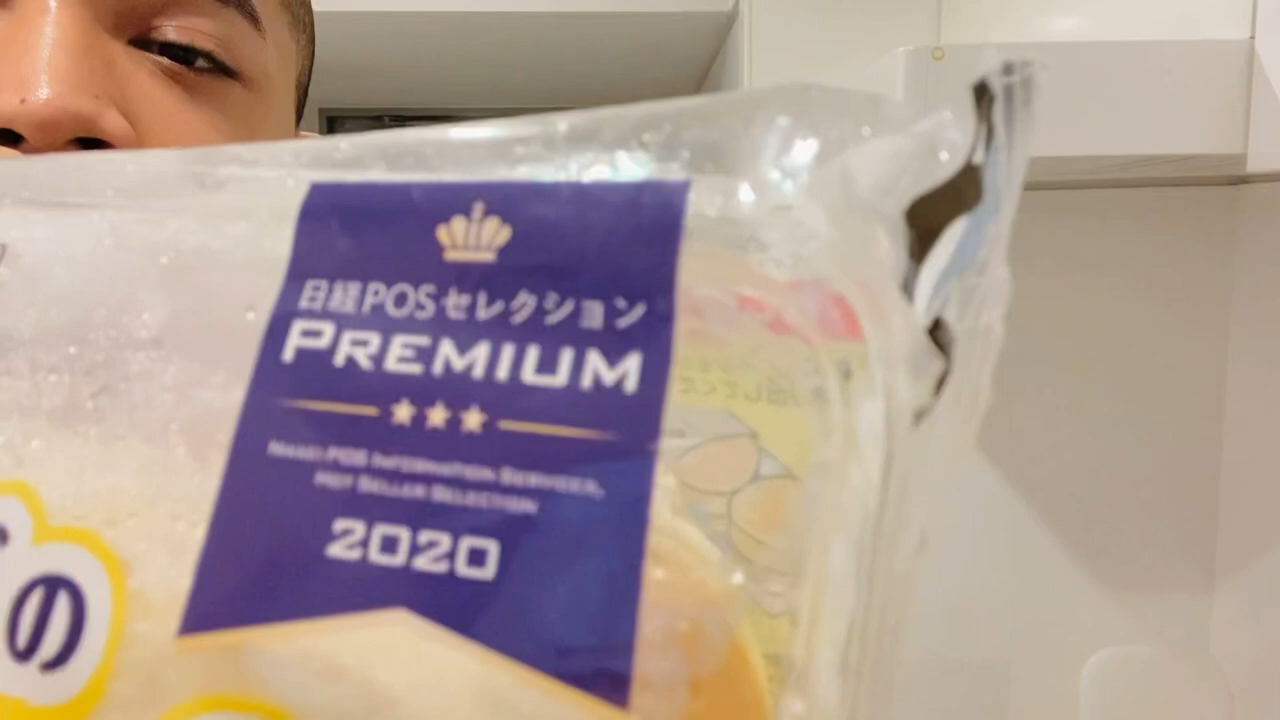 日経POSセレクション
PREMIUM
NIKKEI POS INFORMATION SERVICES,
HOT SELLER SELECTION
2020
の